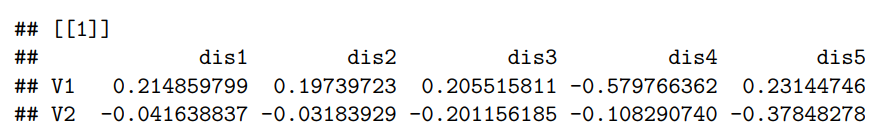 ## [[1]]
## dis1 dis2 dis3 dis4 dis5
## V1 0.214859799 0.19739723 0.205515811 -0.579766362 0.23144746
## V2 -0.041638837 -0.03183929 -0.201156185 -0.108290740 -0.37848278